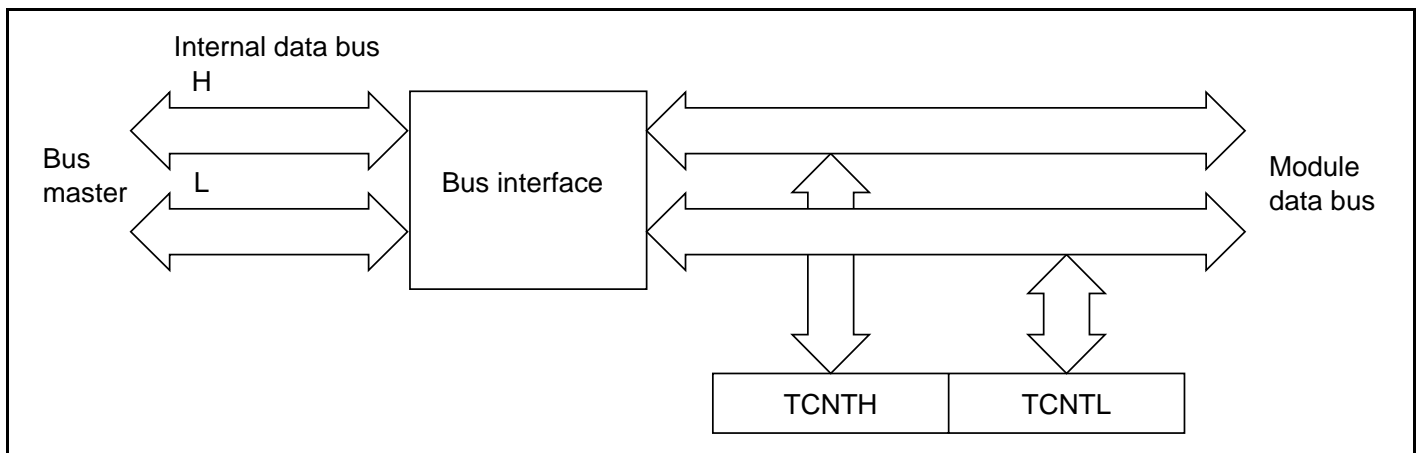 Internal data bus
H
Bus
master
L
Bus interface
Module
data bus
TCNTH
TCNTL